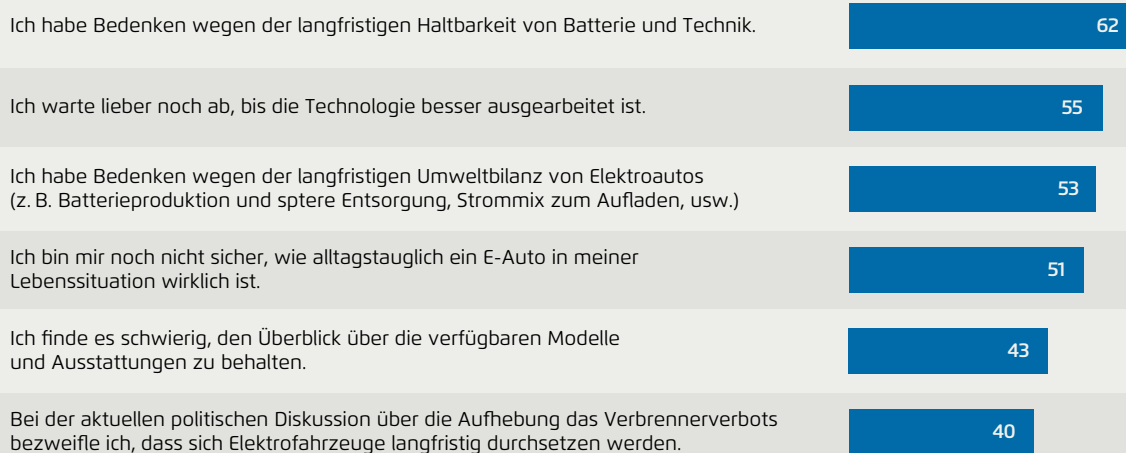 Ich habe Bedenken wegen der langfristigen Haltbarkeit von Batterie und Technik.
62
Ich warte lieber noch ab, bis die Technologie besser ausgearbeitet ist.
55
Ich habe Bedenken wegen der langfristigen Umweltbilanz von Elektroautos
(z. B. Batterieproduktion und sptere Entsorgung, Strommix zum Aufladen, usw.)
53
Ich bin mir noch nicht sicher, wie alltagstauglich ein E-Auto in meiner
Lebenssituation wirklich ist.
51
Ich finde es schwierig, den Überblick über die verfügbaren Modelle
und Ausstattungen zu behalten.
43
Bei der aktuellen politischen Diskussion über die Aufhebung das Verbrennerverbots
bezweifle ich, dass sich Elektrofahrzeuge langfristig durchsetzen werden.
40